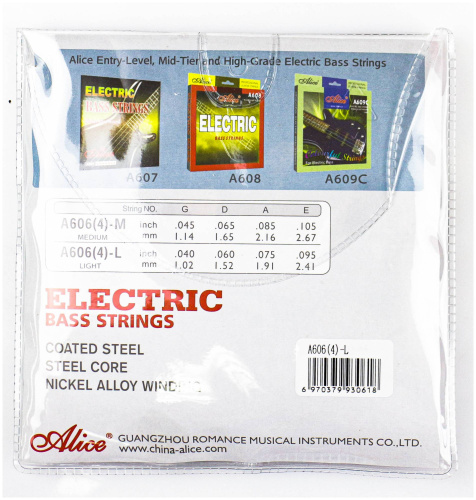 Alice Entry-Level, Mid-Tier and High-Grade Electric Bass Strings
ELECTRIC
BASS STRINGS
Alice
A608
ELECTRIC
BASS STRINGS
Alice
A609C
A607
A608
A609C
String NO. G D A E
A606(4)-M inch .045 .065 .085 .105
MEDIUM mm 1.14 1.65 2.16 2.67
A606(4)-L inch .040 .060 .075 .095
LIGHT mm 1.02 1.52 1.91 2.41
ELECTRIC
BASS STRINGS
COATED STEEL
STEEL CORE
NICKEL ALLOY WINDING
A606(4)-L
6 970379 930618
Alice® GUANGZHOU ROMANCE MUSICAL INSTRUMENTS CO.,LTD.
www.china-alice.com